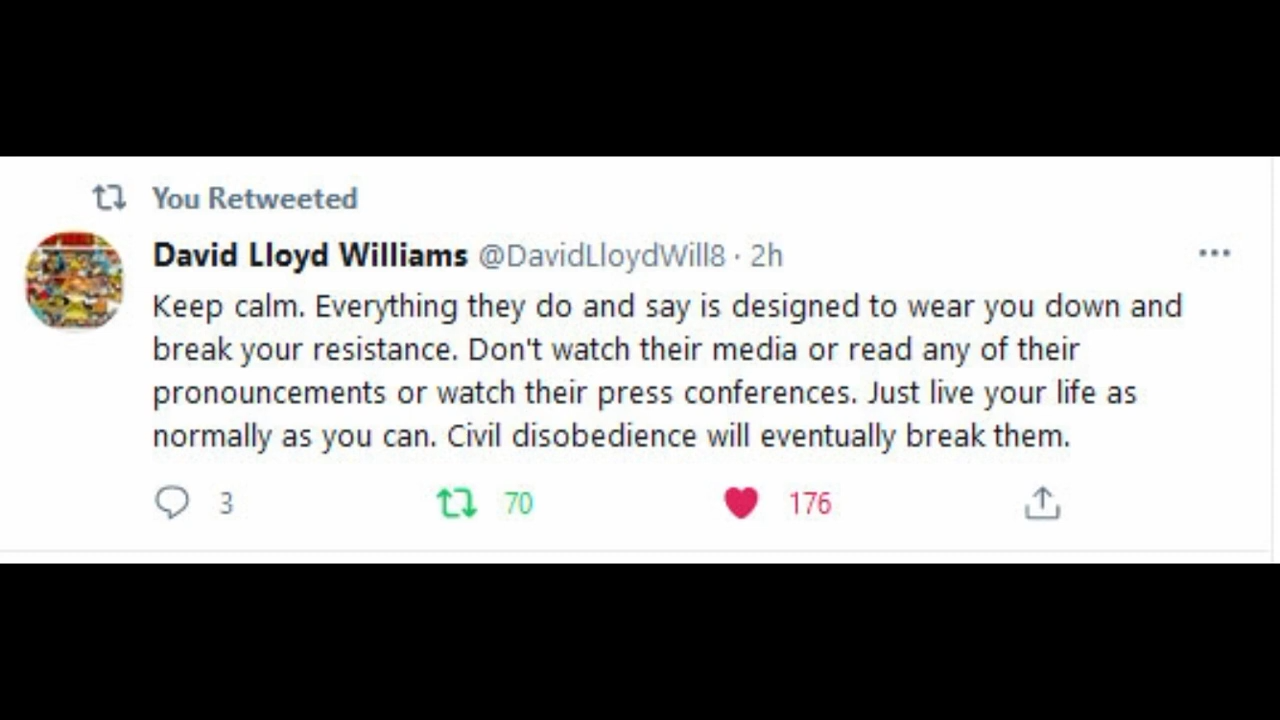 You Retweeted
David Lloyd Williams @DavidLloydWill8 · 2h
Keep calm. Everything they do and say is designed to wear you down and
break your resistance. Don't watch their media or read any of their
pronouncements or watch their press conferences. Just live your life as
normally as you can. Civil disobedience will eventually break them.
3 70 176